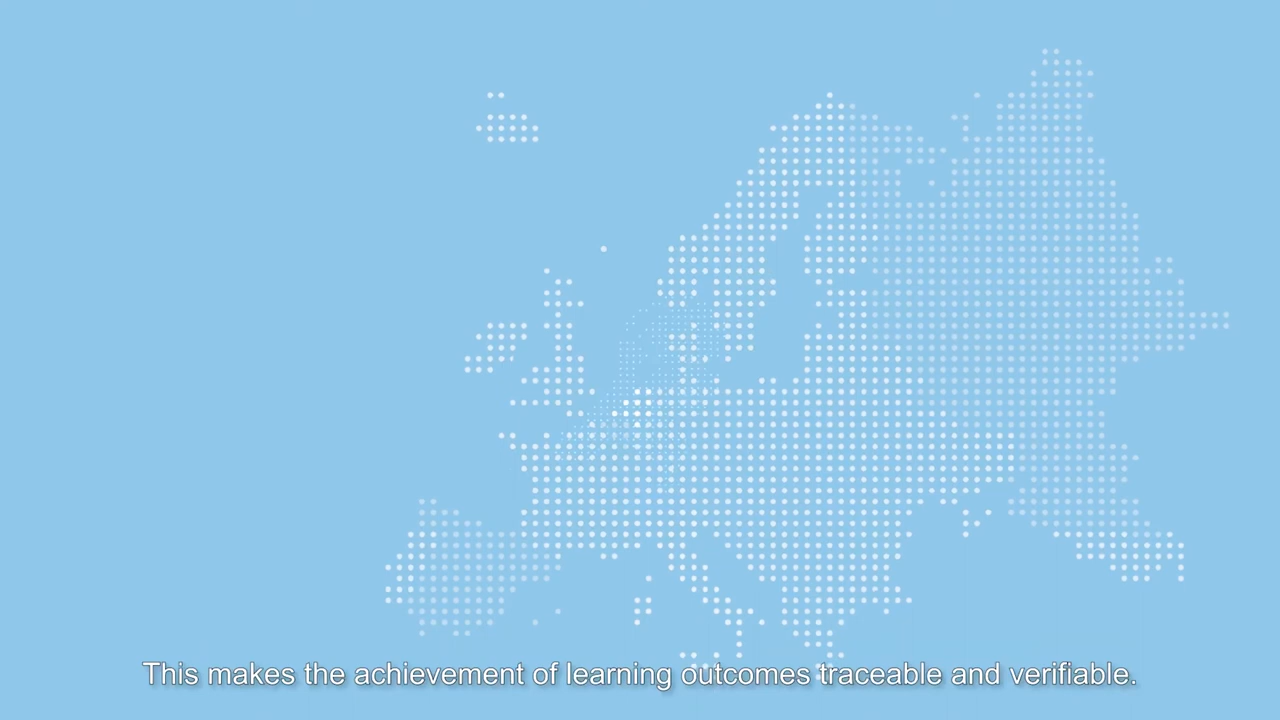 This makes the achievement of learning outcomes traceable and verifiable.